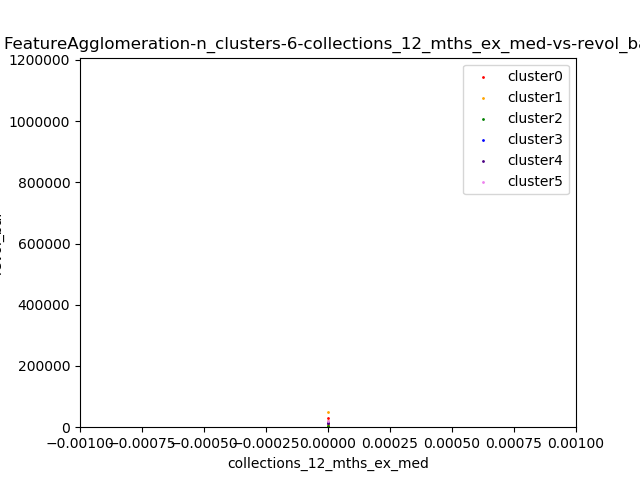 FeatureAgglomeration-n_clusters-6-collections_12_mths_ex_med-vs-revol_ba
1200000
1000000
800000
600000
400000
200000
0
cluster0
cluster1
cluster2
cluster3
cluster4
cluster5
−0.00100 −0.00075 −0.00050 −0.00025 0.00000 0.00025 0.00050 0.00075 0.00100
collections_12_mths_ex_med